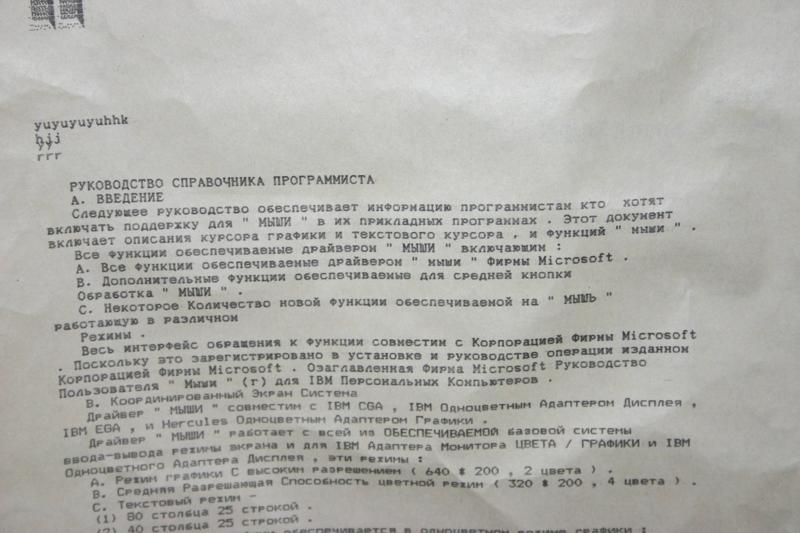 yuyuyuyuhhk
hjj
yy
rrr
РУКОВОДСТВО СПРАВОЧНИКА ПРОГРАММИСТА
А. ВВЕДЕНИЕ
Следующее руководство обеспечивает информацию программистам кто хотят
включать поддержку для " МЫШИ " в их прикладных программах . Этот документ
включает описания курсора графики и текстового курсора , и функций " мыши " .
Все функции обеспечиваемые драйвером " МЫШИ " включающим :
А. Все функции обеспечиваемые драйвером " мыши " Фирмы Microsoft .
В. Дополнительные функции обеспечиваемые для средней кнопки
Обработка " МЫШИ " .
С. Некоторое Количество новой функции обеспечиваемой на " МЫШЬ "
работающую в различном
Режимы .
Весь интерфейс обращения к функции совместим с Корпорацией Фирмы Microsoft
. Поскольку это зарегистрировано в установке и руководстве операции изданном
Корпорацией Фирмы Microsoft . Озаглавленная Фирма Microsoft Руководство
Пользователя " Мыши " (r) для IBM Персональных Компьютеров .
В. Координированный Экран Система
Драйвер " МЫШИ " совместим с IBM CGA , IBM Одноцветным Адаптером Дисплея ,
IBM EGA , и Hercules Одноцветным Адаптером Графики .
Драйвер " МЫШИ " работает с всей из ОБЕСПЕЧИВАЕМОЙ базовой системы
ввода-вывода режимы экрана и для IBM Адаптера Монитора ЦВЕТА / ГРАФИКИ и IBM
Одноцветного Адаптера Дисплея , эти режимы :
А. Режим графики С высоким разрешением ( 640 * 200 , 2 цвета ) .
В. Средняя Разрешающая Способность цветной режим ( 320 * 200 , 4 цвета ) .
С. Текстовый режим -
(1) 80 столбца 25 строкой .
(2) 40 столбца 25 строкой .
обеспечивается в одноцветном режиме графики :